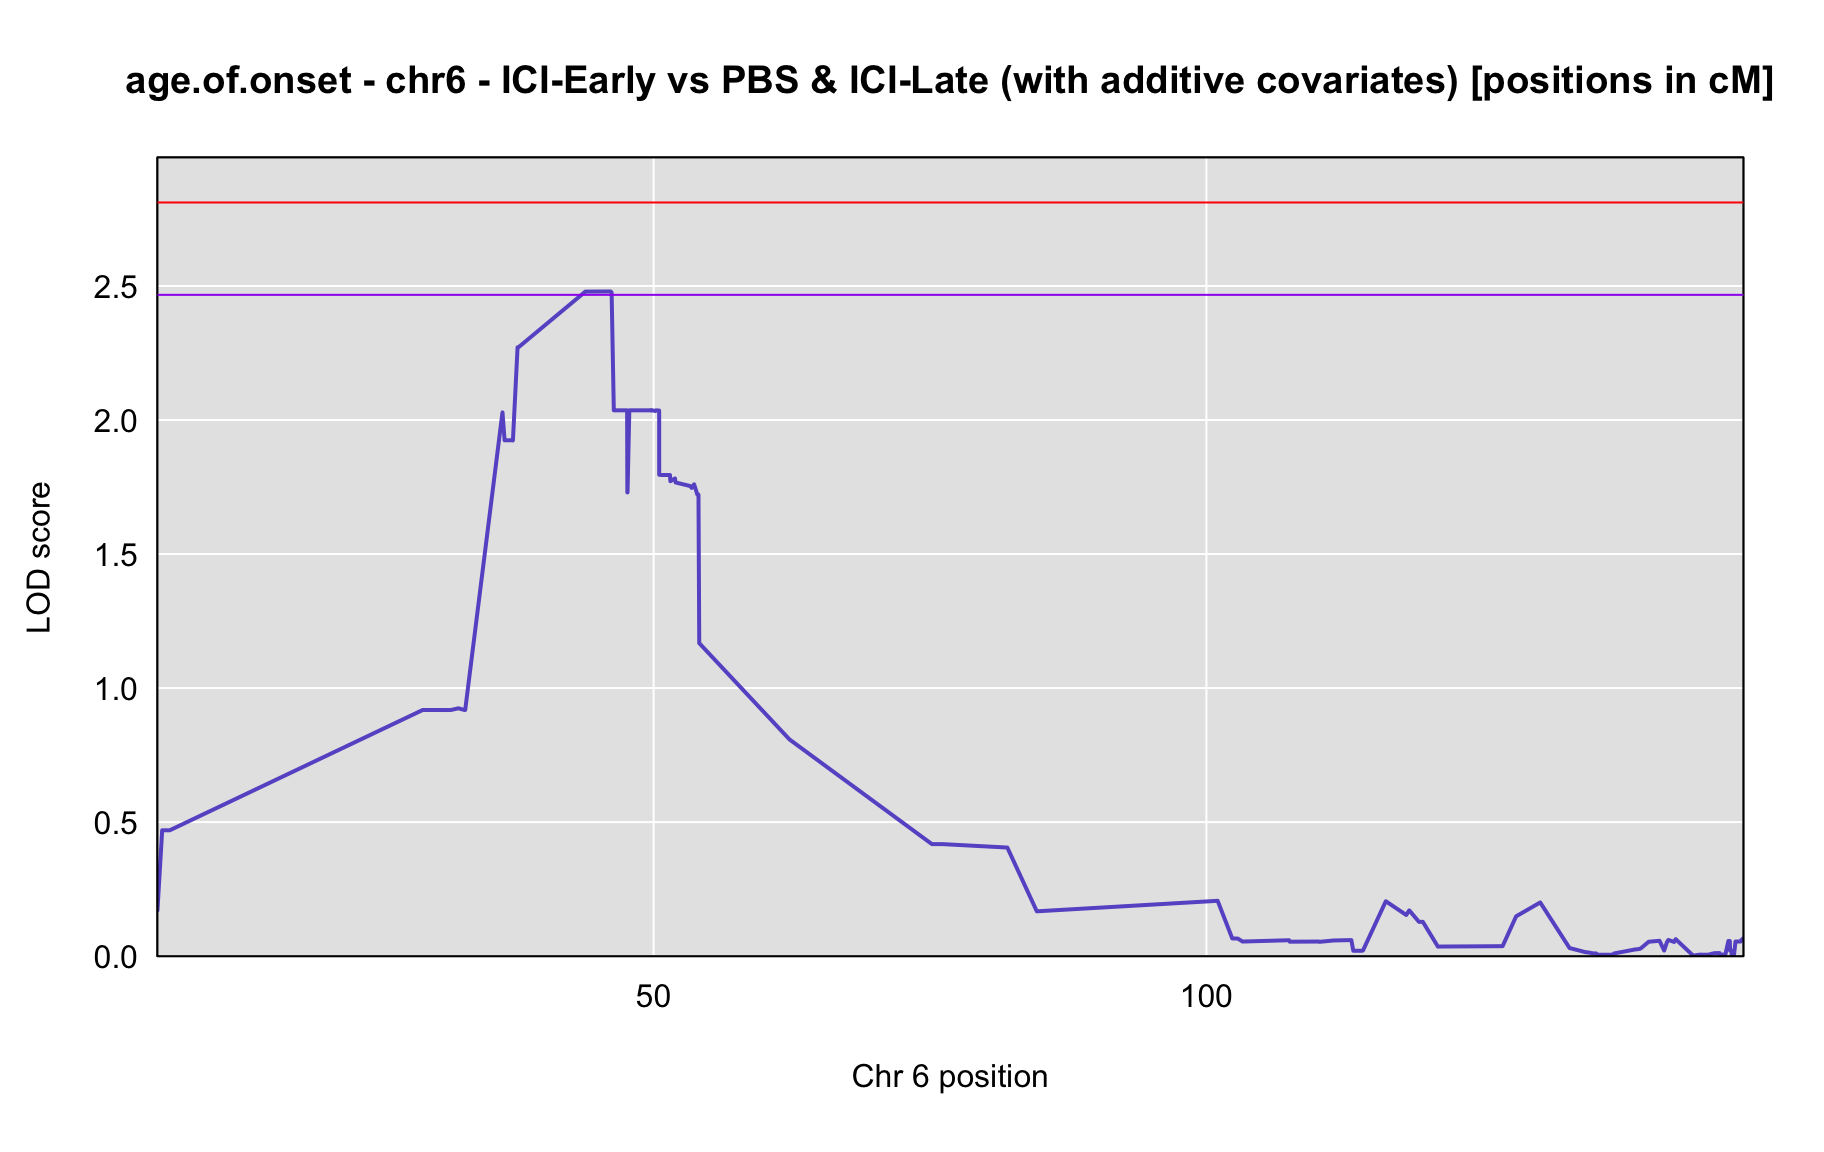 age.of.onset - chr6 - ICI-Early vs PBS & ICI-Late (with additive covariates) [positions in cM]
2.5
2.0
1.5
1.0
0.5
0.0
LOD score
50 100
Chr 6 position